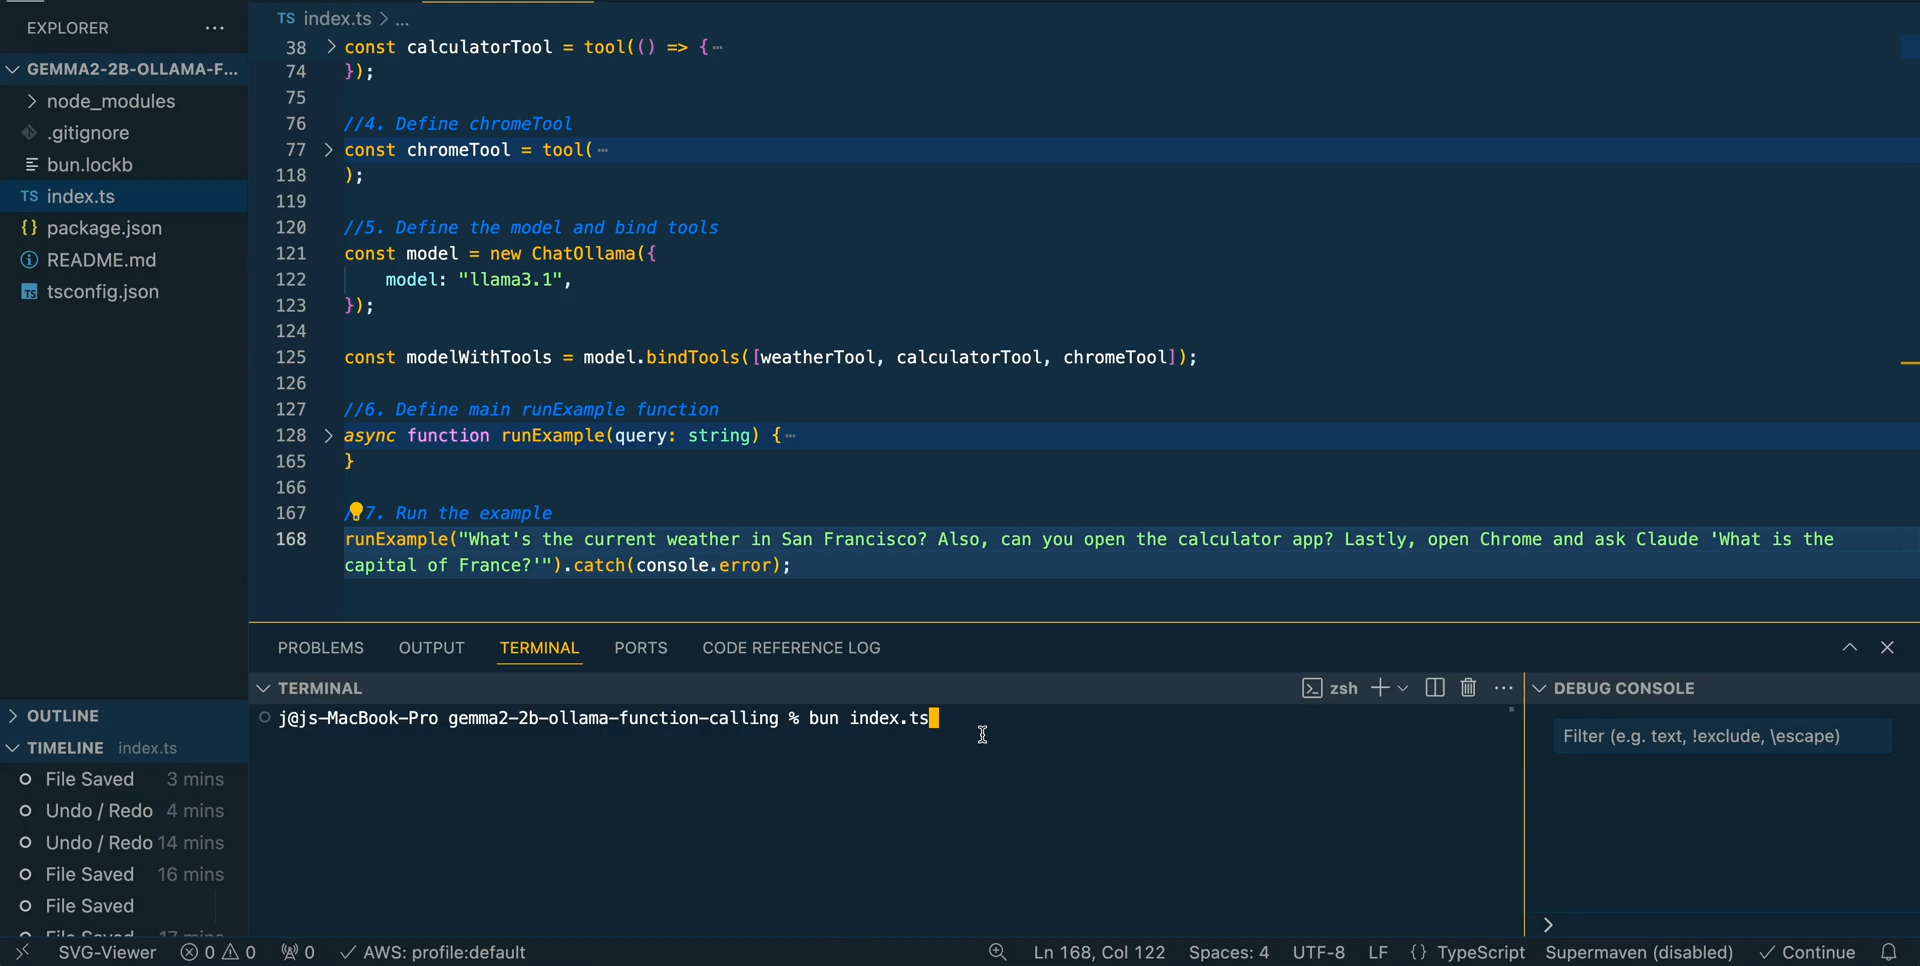 EXPLORER ...
GEMMA2-2B-OLLAMA-F...
node_modules
.gitignore
bun.lockb
TS index.ts
{} package.json
README.md
TS tsconfig.json
OUTLINE
TIMELINE index.ts
File Saved 3 mins
Undo / Redo 4 mins
Undo / Redo 14 mins
File Saved 16 mins
File Saved
File Saved 17 mins
TS index.ts > ...
38 > const calculatorTool = tool(() => {…
74 });
75
76 //4. Define chromeTool
77 > const chromeTool = tool(…
118 );
119
120 //5. Define the model and bind tools
121 const model = new ChatOllama({
122 model: "llama3.1",
123 });
124
125 const modelWithTools = model.bindTools([weatherTool, calculatorTool, chromeTool]);
126
127 //6. Define main runExample function
128 > async function runExample(query: string) {…
165 }
166
167 /7. Run the example
168 runExample("What's the current weather in San Francisco? Also, can you open the calculator app? Lastly, open Chrome and ask Claude 'What is the
capital of France?'").catch(console.error);
PROBLEMS OUTPUT TERMINAL PORTS CODE REFERENCE LOG
TERMINAL zsh ...
j@js-MacBook-Pro gemma2-2b-ollama-function-calling % bun index.ts
DEBUG CONSOLE
Filter (e.g. text, !exclude, \escape)
SVG-Viewer 0 0 0 AWS: profile:default Ln 168, Col 122 Spaces: 4 UTF-8 LF {} TypeScript Supermaven (disabled) Continue